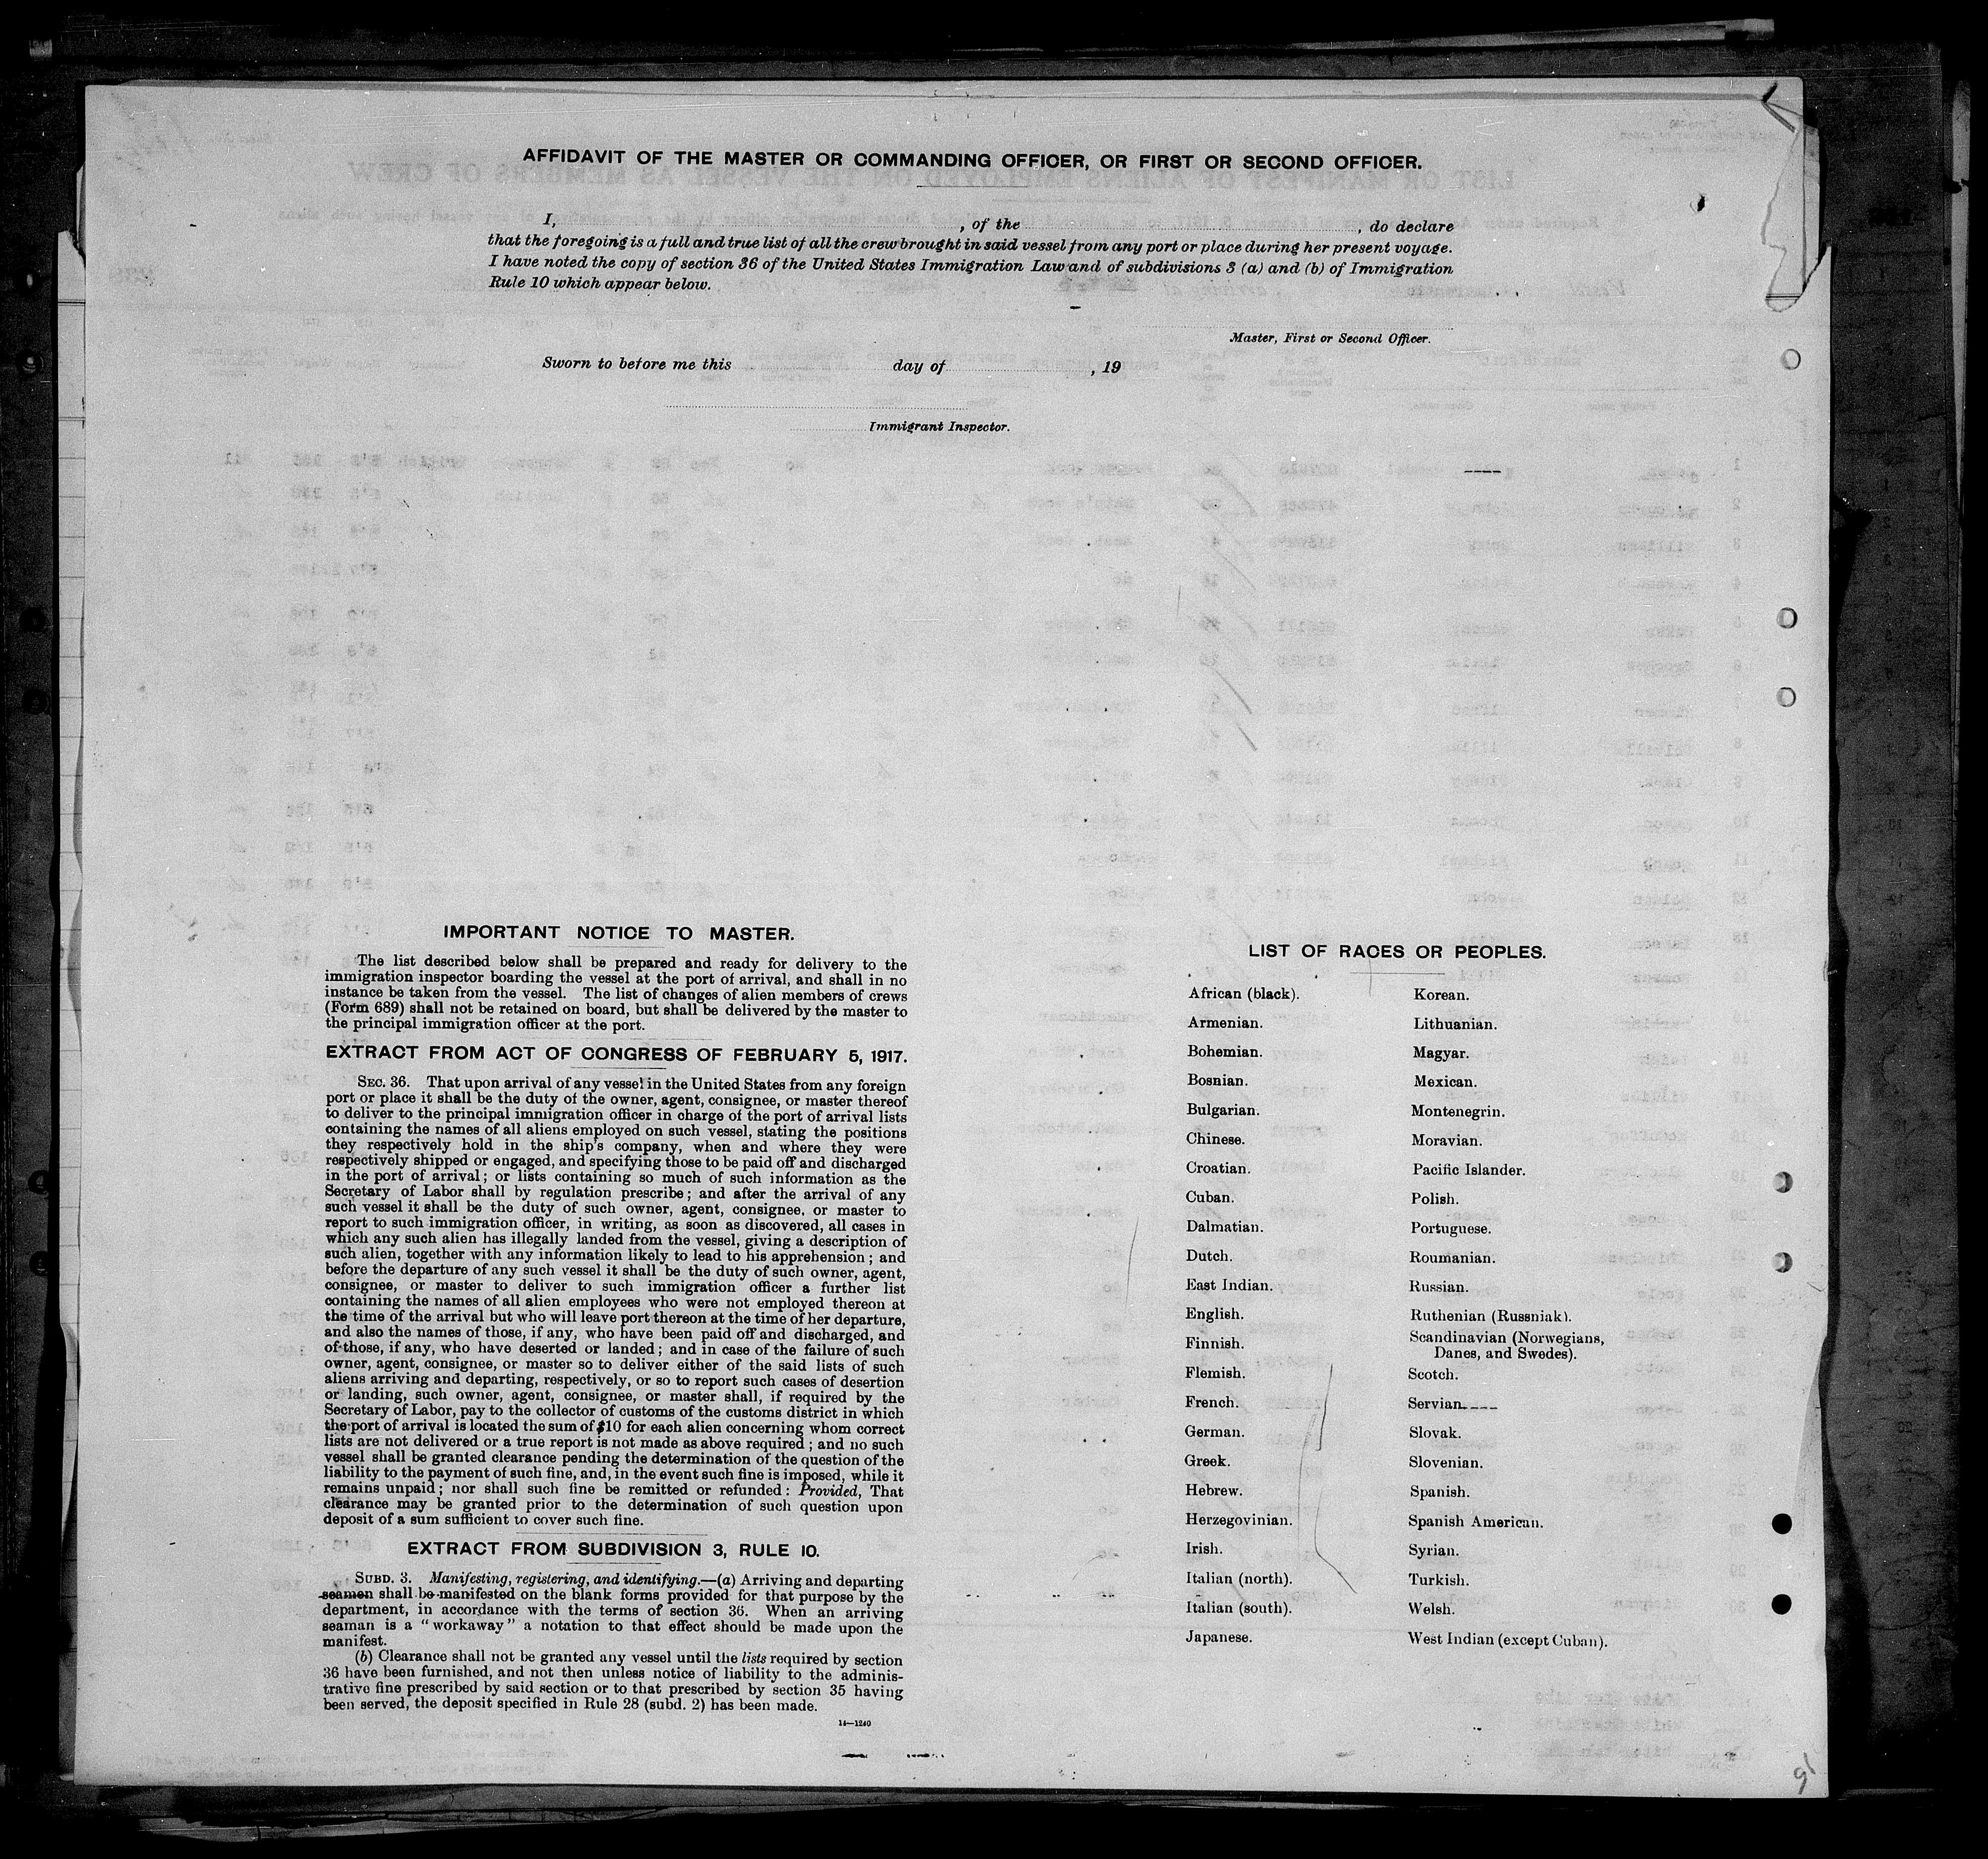 AFFIDAVIT OF THE MASTER OR COMMANDING OFFICER, OR FIRST OR SECOND OFFICER.
I, , of the , do declare
that the foregoing is a full and true list of all the crew brought in said vessel from any port or place during her present voyage.
I have noted the copy of section 36 of the United States Immigration Law and of subdivisions 3 (a) and (b) of Immigration
Rule 10 which appear below.
Master, First or Second Officer.
Sworn to before me this day of , 19
Immigrant Inspector.
IMPORTANT NOTICE TO MASTER.
The list described below shall be prepared and ready for delivery to the
immigration inspector boarding the vessel at the port of arrival, and shall in no
instance be taken from the vessel. The list of changes of alien members of crews
(Form 689) shall not be retained on board, but shall be delivered by the master to
the principal immigration officer at the port.
EXTRACT FROM ACT OF CONGRESS OF FEBRUARY 5, 1917.
SEC. 36. That upon arrival of any vessel in the United States from any foreign
port or place it shall be the duty of the owner, agent, consignee, or master thereof
to deliver to the principal immigration officer in charge of the port of arrival lists
containing the names of all aliens employed on such vessel, stating the positions
they respectively hold in the ship's company, when and where they were
respectively shipped or engaged, and specifying those to be paid off and discharged
in the port of arrival; or lists containing so much of such information as the
Secretary of Labor shall by regulation prescribe; and after the arrival of any
such vessel it shall be the duty of such owner, agent, consignee, or master to
report to such immigration officer, in writing, as soon as discovered, all cases in
which any such alien has illegally landed from the vessel, giving a description of
such alien, together with any information likely to lead to his apprehension; and
before the departure of any such vessel it shall be the duty of such owner, agent,
consignee, or master to deliver to such immigration officer a further list
containing the names of all alien employees who were not employed thereon at
the time of the arrival but who will leave port thereon at the time of her departure,
and also the names of those, if any, who have been paid off and discharged, and
of those, if any, who have deserted or landed; and in case of the failure of such
owner, agent, consignee, or master so to deliver either of the said lists of such
aliens arriving and departing, respectively, or so to report such cases of desertion
or landing, such owner, agent, consignee, or master shall, if required by the
Secretary of Labor, pay to the collector of customs of the customs district in which
the port of arrival is located the sum of $10 for each alien concerning whom correct
lists are not delivered or a true report is not made as above required; and no such
vessel shall be granted clearance pending the determination of the question of the
liability to the payment of such fine, and, in the event such fine is imposed, while it
remains unpaid; nor shall such fine be remitted or refunded: Provided, That
clearance may be granted prior to the determination of such question upon
deposit of a sum sufficient to cover such fine.
EXTRACT FROM SUBDIVISION 3, RULE 10.
SUBD. 3. Manifesting, registering, and identifying.—(a) Arriving and departing
seamen shall be manifested on the blank forms provided for that purpose by the
department, in accordance with the terms of section 36. When an arriving
seaman is a "workaway" a notation to that effect should be made upon the
manifest.
(b) Clearance shall not be granted any vessel until the lists required by section
36 have been furnished, and not then unless notice of liability to the adminis-
trative fine prescribed by said section or to that prescribed by section 35 having
been served, the deposit specified in Rule 28 (subd. 2) has been made.
14—1240
LIST OF RACES OR PEOPLES.
African (black).
Armenian.
Bohemian.
Bosnian.
Bulgarian.
Chinese.
Croatian.
Cuban.
Dalmatian.
Dutch.
East Indian.
English.
Finnish.
Flemish.
French.
German.
Greek.
Hebrew.
Herzegovinian.
Irish.
Italian (north).
Italian (south).
Japanese.
Korean.
Lithuanian.
Magyar.
Mexican.
Montenegrin.
Moravian.
Pacific Islander.
Polish.
Portuguese.
Roumanian.
Russian.
Ruthenian (Russniak).
Scandinavian (Norwegians,
Danes, and Swedes).
Scotch.
Servian.
Slovak.
Slovenian.
Spanish.
Spanish American.
Syrian.
Turkish.
Welsh.
West Indian (except Cuban).